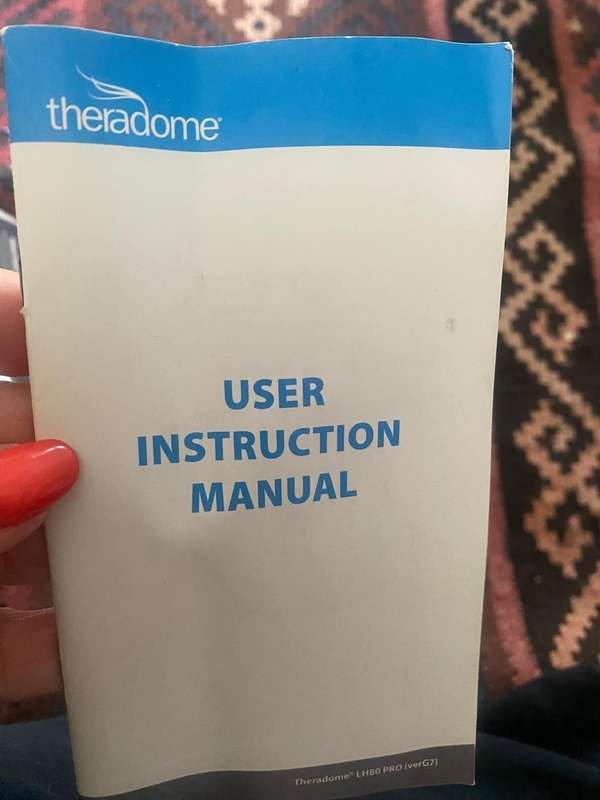 theradome®
USER
INSTRUCTION
MANUAL
Theradome® LH80 PRO (verG7)